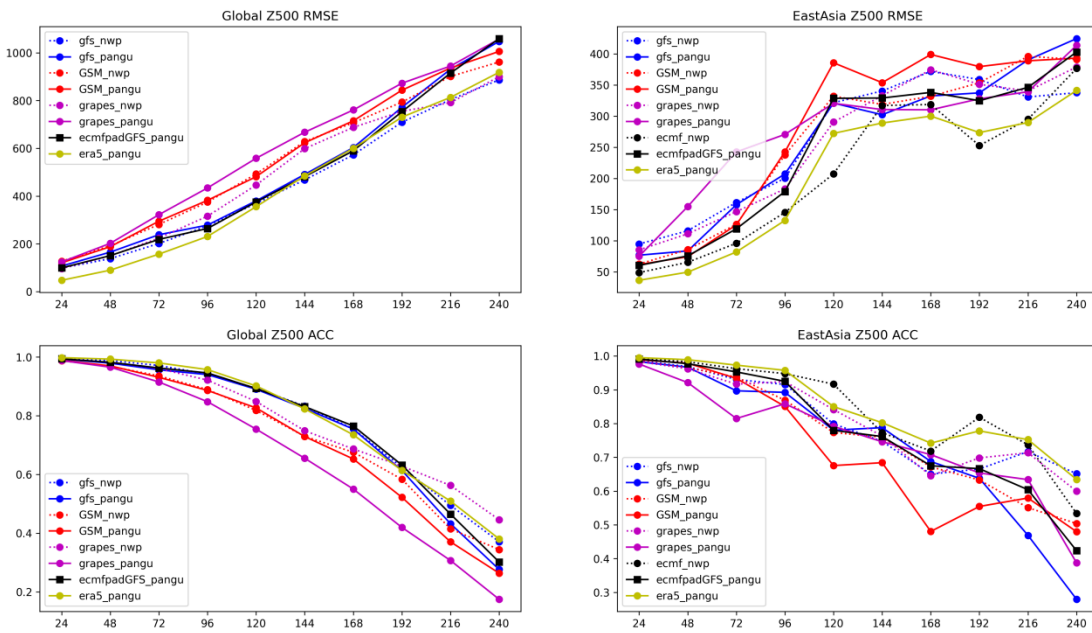 Global Z500 RMSE
gfs_nwp
gfs_pangu
GSM_nwp
GSM_pangu
grapes_nwp
grapes_pangu
ecmfpadGFS_pangu
era5_pangu
1000
800
600
400
200
0
24 48 72 96 120 144 168 192 216 240
EastAsia Z500 RMSE
gfs_nwp
gfs_pangu
GSM_nwp
GSM_pangu
grapes_nwp
grapes_pangu
ecmf_nwp
ecmfpadGFS_pangu
era5_pangu
400
350
300
250
200
150
100
50
24 48 72 96 120 144 168 192 216 240
Global Z500 ACC
1.0
0.8
0.6
0.4
0.2
gfs_nwp
gfs_pangu
GSM_nwp
GSM_pangu
grapes_nwp
grapes_pangu
ecmfpadGFS_pangu
era5_pangu
24 48 72 96 120 144 168 192 216 240
EastAsia Z500 ACC
1.0
0.9
0.8
0.7
0.6
0.5
0.4
0.3
gfs_nwp
gfs_pangu
GSM_nwp
GSM_pangu
grapes_nwp
grapes_pangu
ecmf_nwp
ecmfpadGFS_pangu
era5_pangu
24 48 72 96 120 144 168 192 216 240